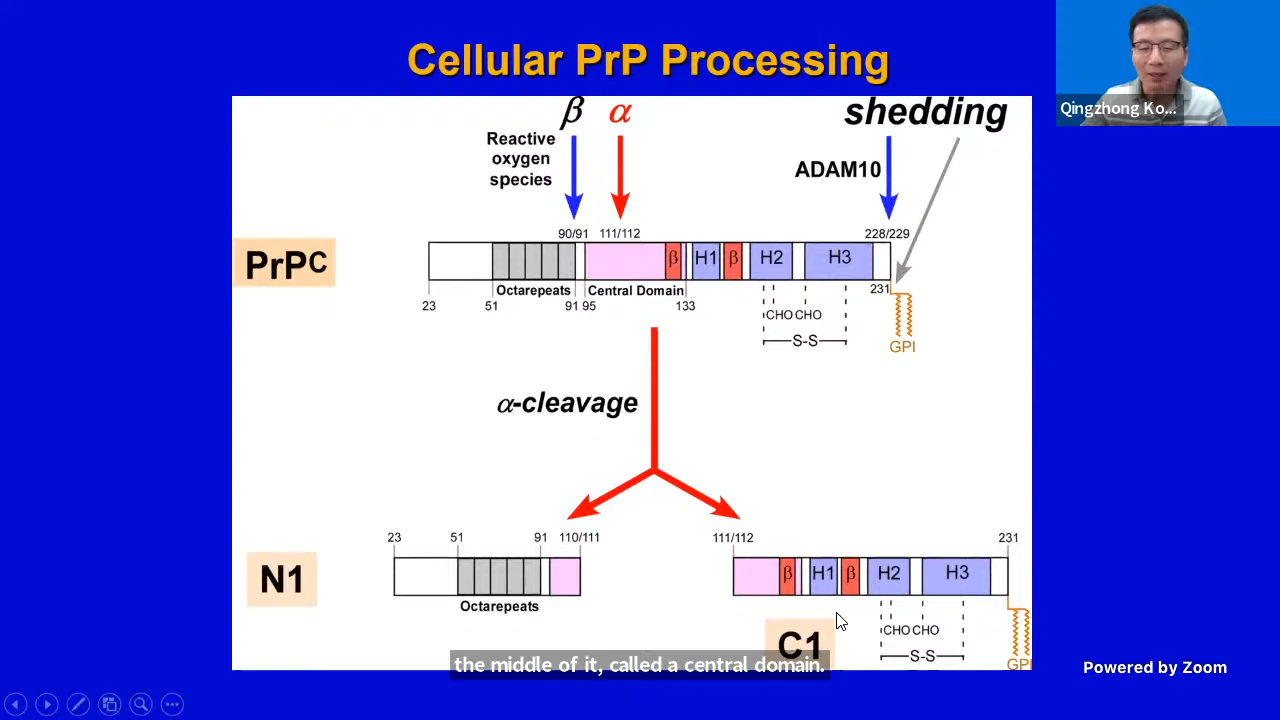 Cellular PrP Processing
Qingzhong Ko...
β
α
shedding
Reactive
oxygen
species
ADAM10
90/91
111/112
228/229
PrPC
β
H1
β
H2
H3
Octarepeats
Central Domain
231
23
51
91
95
133
CHO
CHO
S-S
GPI
α-cleavage
23
51
91
110/111
111/112
231
N1
β
H1
β
H2
H3
Octarepeats
C1
CHO
CHO
S-S
GPI
the middle of it, called a central domain.
Powered by Zoom